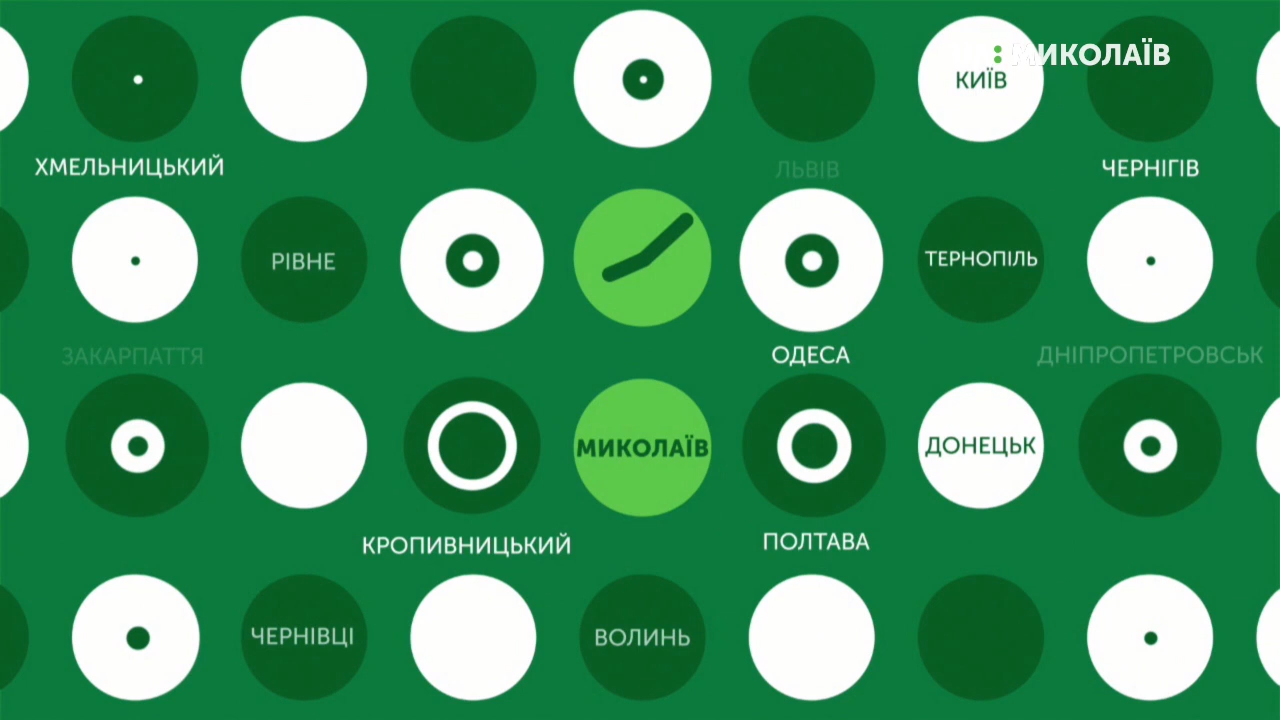 : МИКОЛАЇВ
КИЇВ
ХМЕЛЬНИЦЬКИЙ
ЛЬВІВ
ЧЕРНІГІВ
РІВНЕ
ТЕРНОПІЛЬ
ЗАКАРПАТТЯ
ОДЕСА
ДНІПРОПЕТРОВСЬК
МИКОЛАЇВ
ДОНЕЦЬК
КРОПИВНИЦЬКИЙ
ПОЛТАВА
ЧЕРНІВЦІ
ВОЛИНЬ